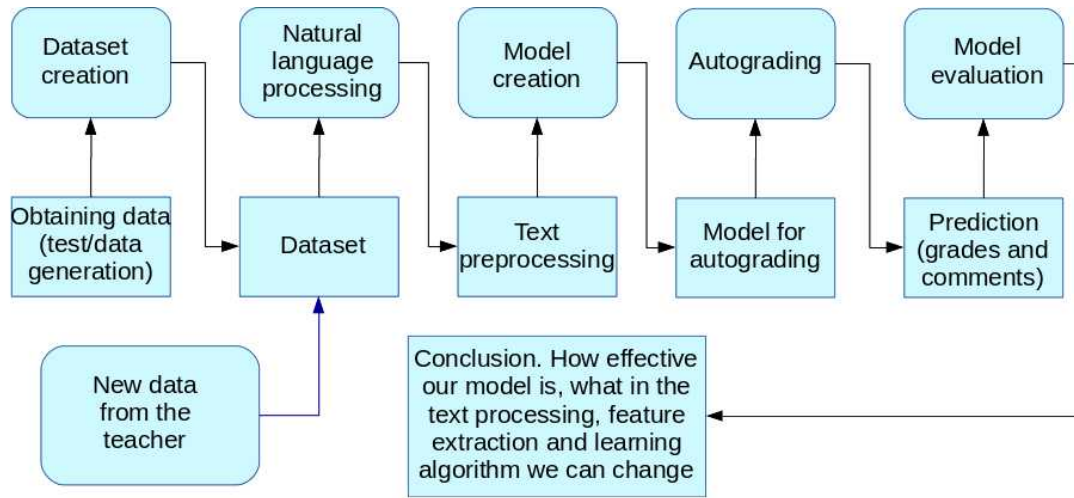 Dataset
creation
Natural
language
processing
Model
creation
Autograding
Model
evaluation
Obtaining data
(test/data
generation)
Dataset
Text
preprocessing
Model for
autograding
Prediction
(grades and
comments)
New data
from the
teacher
Conclusion. How effective
our model is, what in the
text processing, feature
extraction and learning
algorithm we can change